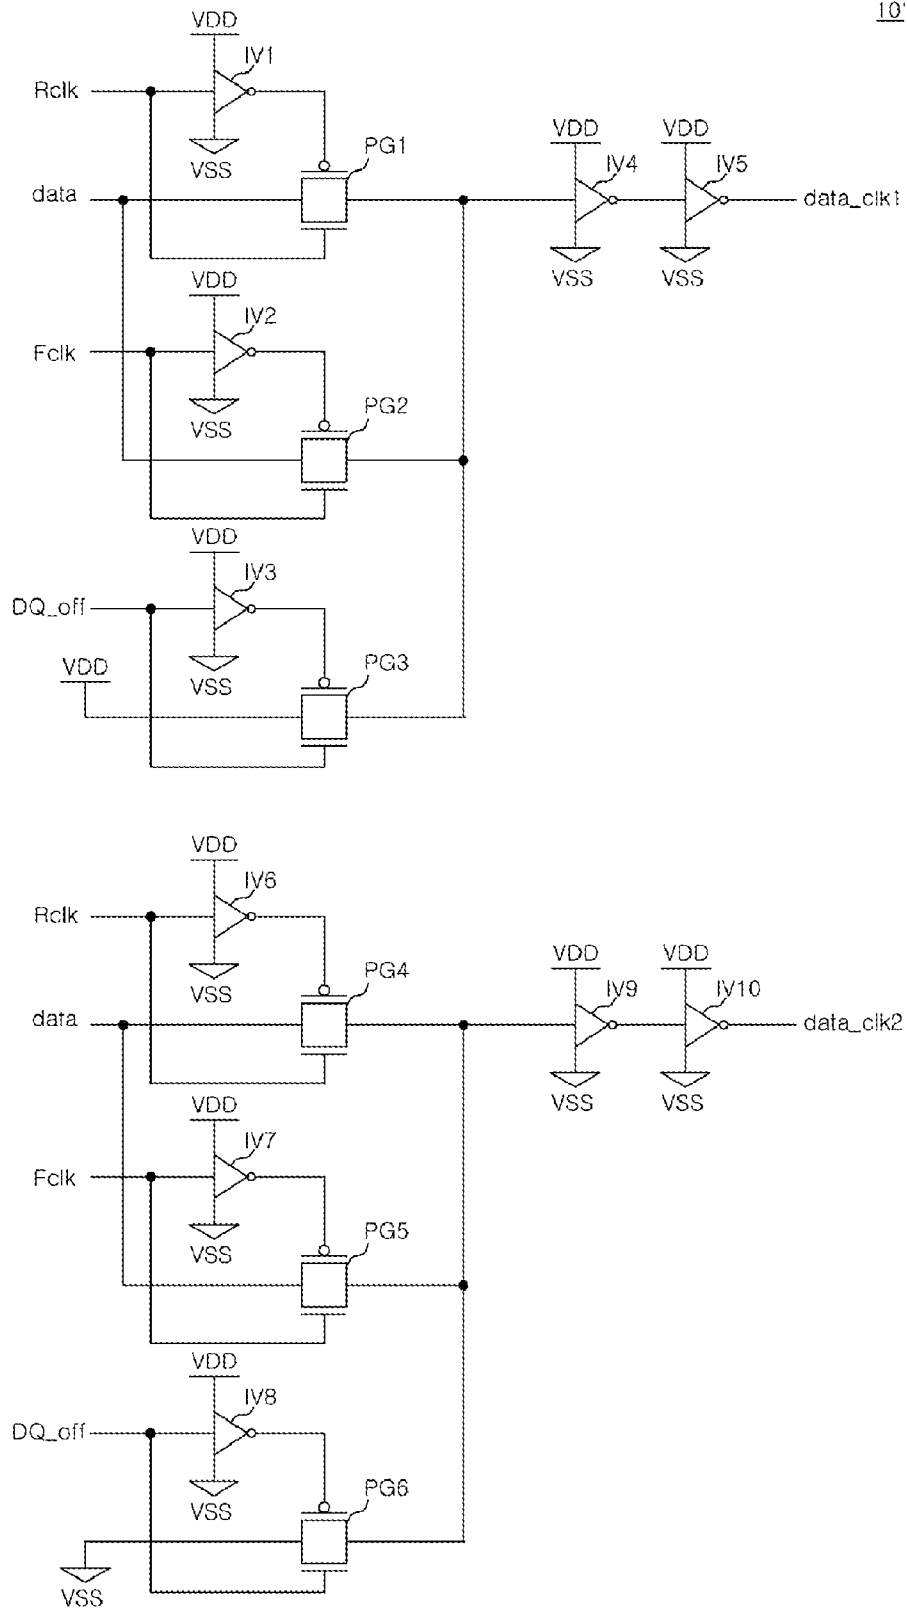 10
VDD
IV1
Rclk
VSS
PG1
data
VDD
VDD
IV4
IV5
data_clk1
VSS
VSS
VDD
IV2
Fclk
VSS
PG2
VDD
IV3
DQ_off
VSS
VDD
PG3
VDD
IV6
Rclk
VSS
PG4
data
VDD
VDD
IV9
IV10
data_clk2
VSS
VSS
VDD
IV7
Fclk
VSS
PG5
VDD
IV8
DQ_off
VSS
PG6
VSS